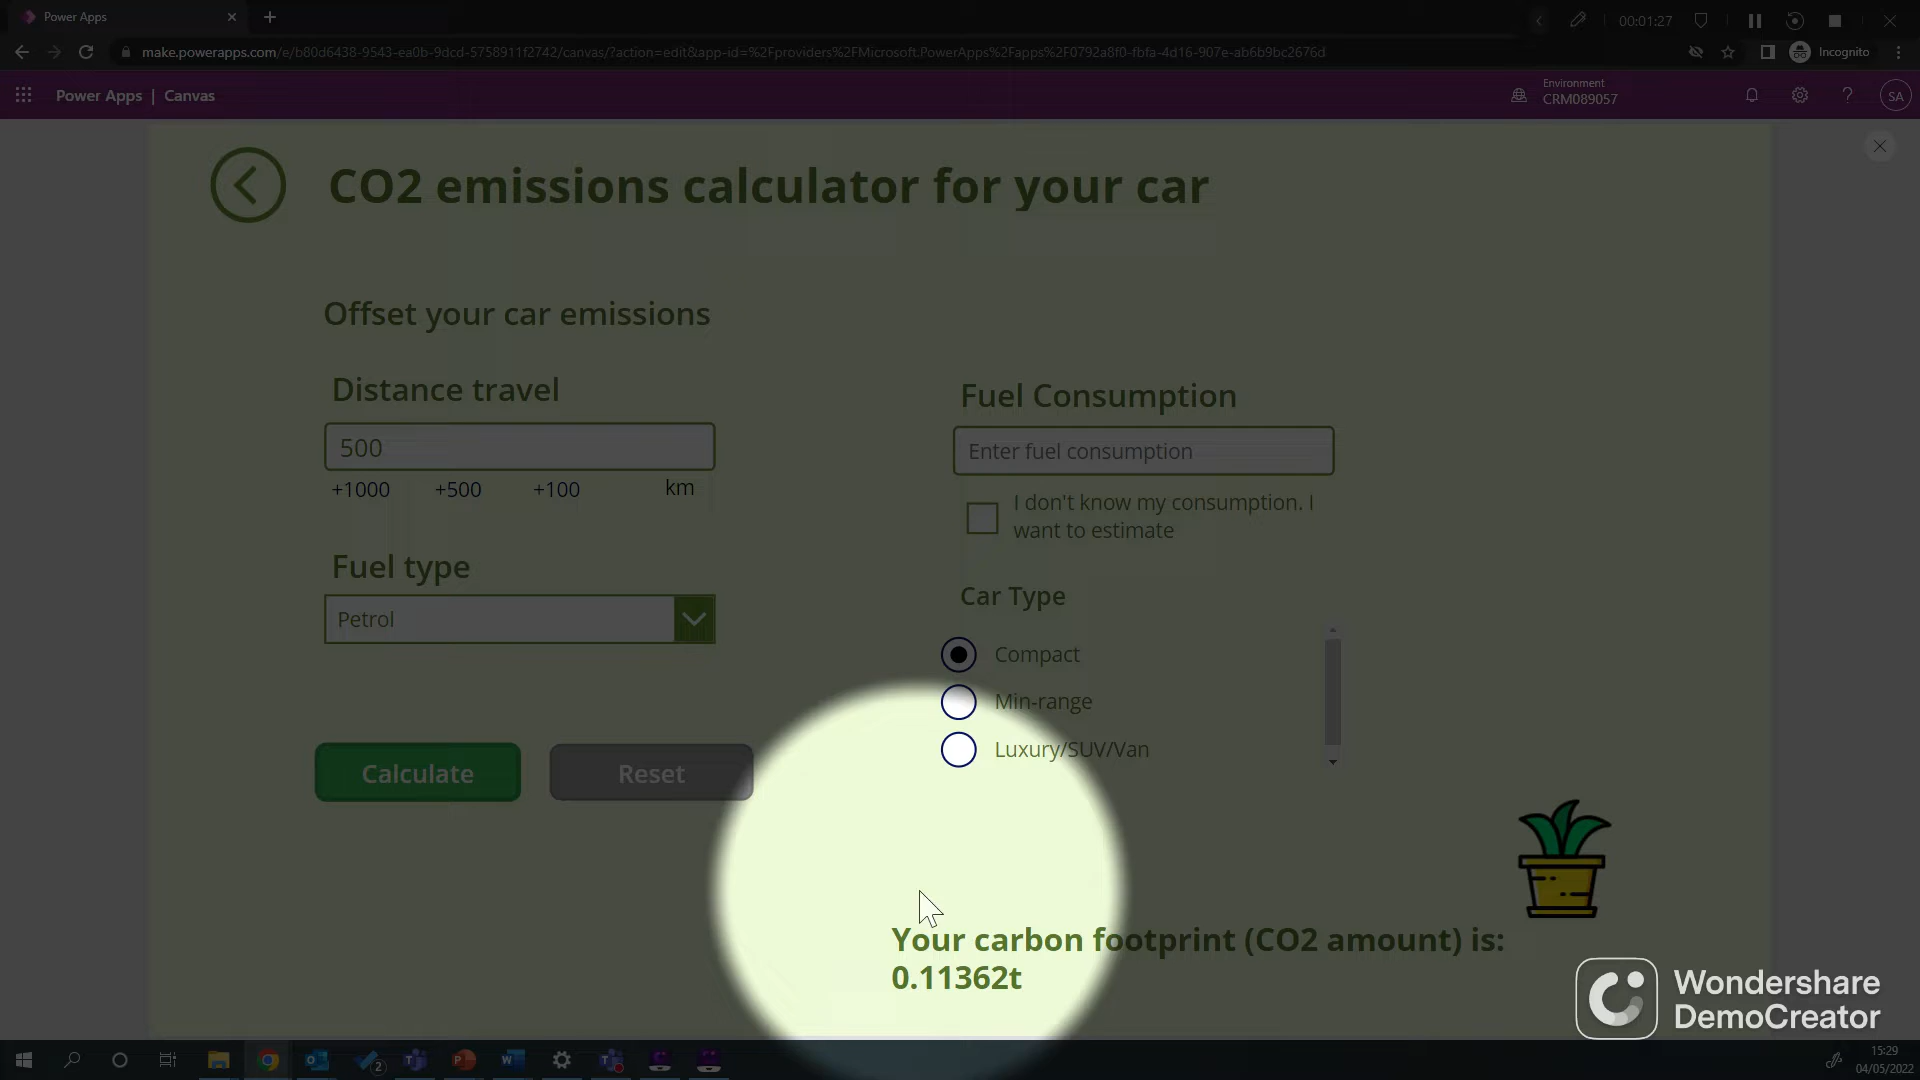 Power Apps
00:01:27
make.powerapps.com/e/b80d6438-9543-ea0b-9dcd-5758911f2742/canvas/?action=edit&app-id=%2Fproviders%2FMicrosoft.PowerApps%2Fapps%2F0792a8f0-fbfa-4d16-907e-ab6b9bc2676d
Incognito
Power Apps | Canvas
Environment
CRM089057
SA
CO2 emissions calculator for your car
Offset your car emissions
Distance travel
500
+1000 +500 +100 km
Fuel type
Petrol
Calculate
Reset
Fuel Consumption
Enter fuel consumption
I don't know my consumption. I
want to estimate
Car Type
Compact
Min-range
Luxury/SUV/Van
Your carbon footprint (CO2 amount) is:
0.11362t
Wondershare
DemoCreator
2
15:29
04/05/2022